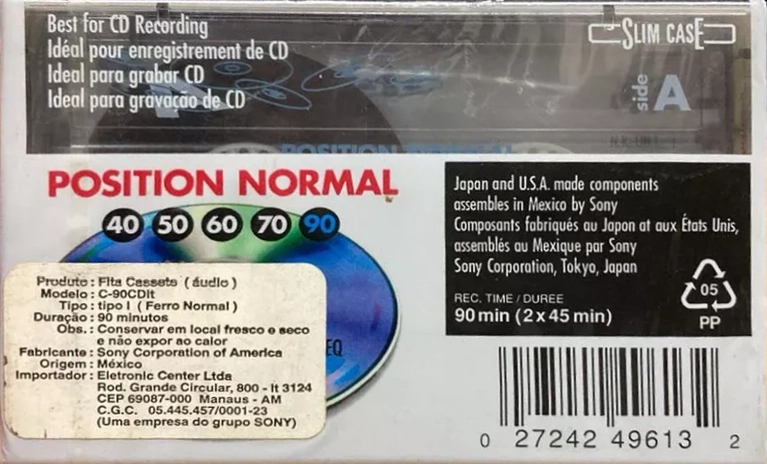 Best for CD Recording
Idéal pour enregistrement de CD
Ideal para grabar CD
Ideal para gravação de CD
SLIM CASE
side A
POSITION NORMAL
POSITION NORMAL
40 50 60 70 90
Japan and U.S.A. made components
assembles in Mexico by Sony
Composants fabriqués au Japon at aux États Unis,
assemblés au Mexique par Sony
Sony Corporation, Tokyo, Japan
REC. TIME / DUREE
90 min (2 x 45 min)
05
PP
Produto : Fita Cassete ( áudio )
Modelo : C-90CDIt
Tipo : tipo I ( Ferro Normal )
Duração : 90 minutos
Obs. : Conservar em local fresco e seco
e não expor ao calor
Fabricante : Sony Corporation of America
Origem : México
Importador : Eletronic Center Ltda
Rod. Grande Circular, 800 - lt 3124
CEP 69087-000 Manaus - AM
C.G.C. 05.445.457/0001-23
(Uma empresa do grupo SONY)
EQ
0 27242 49613 2